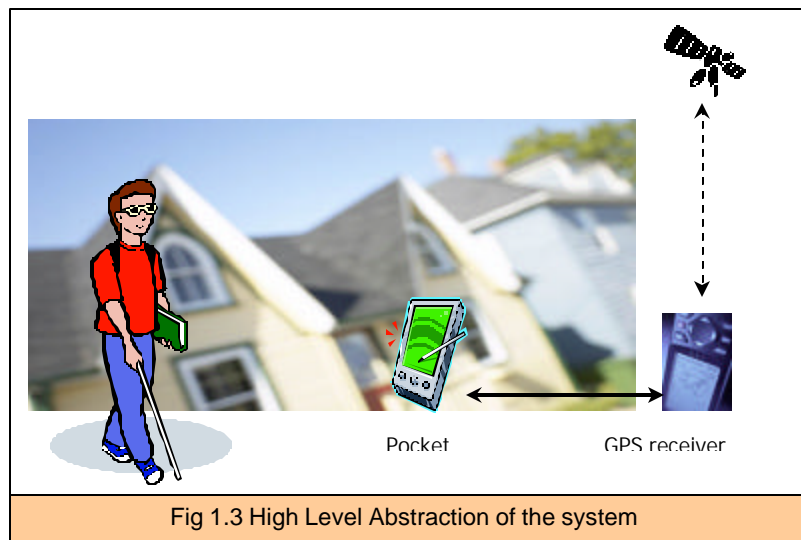 Pocket
GPS receiver
Fig 1.3 High Level Abstraction of the system